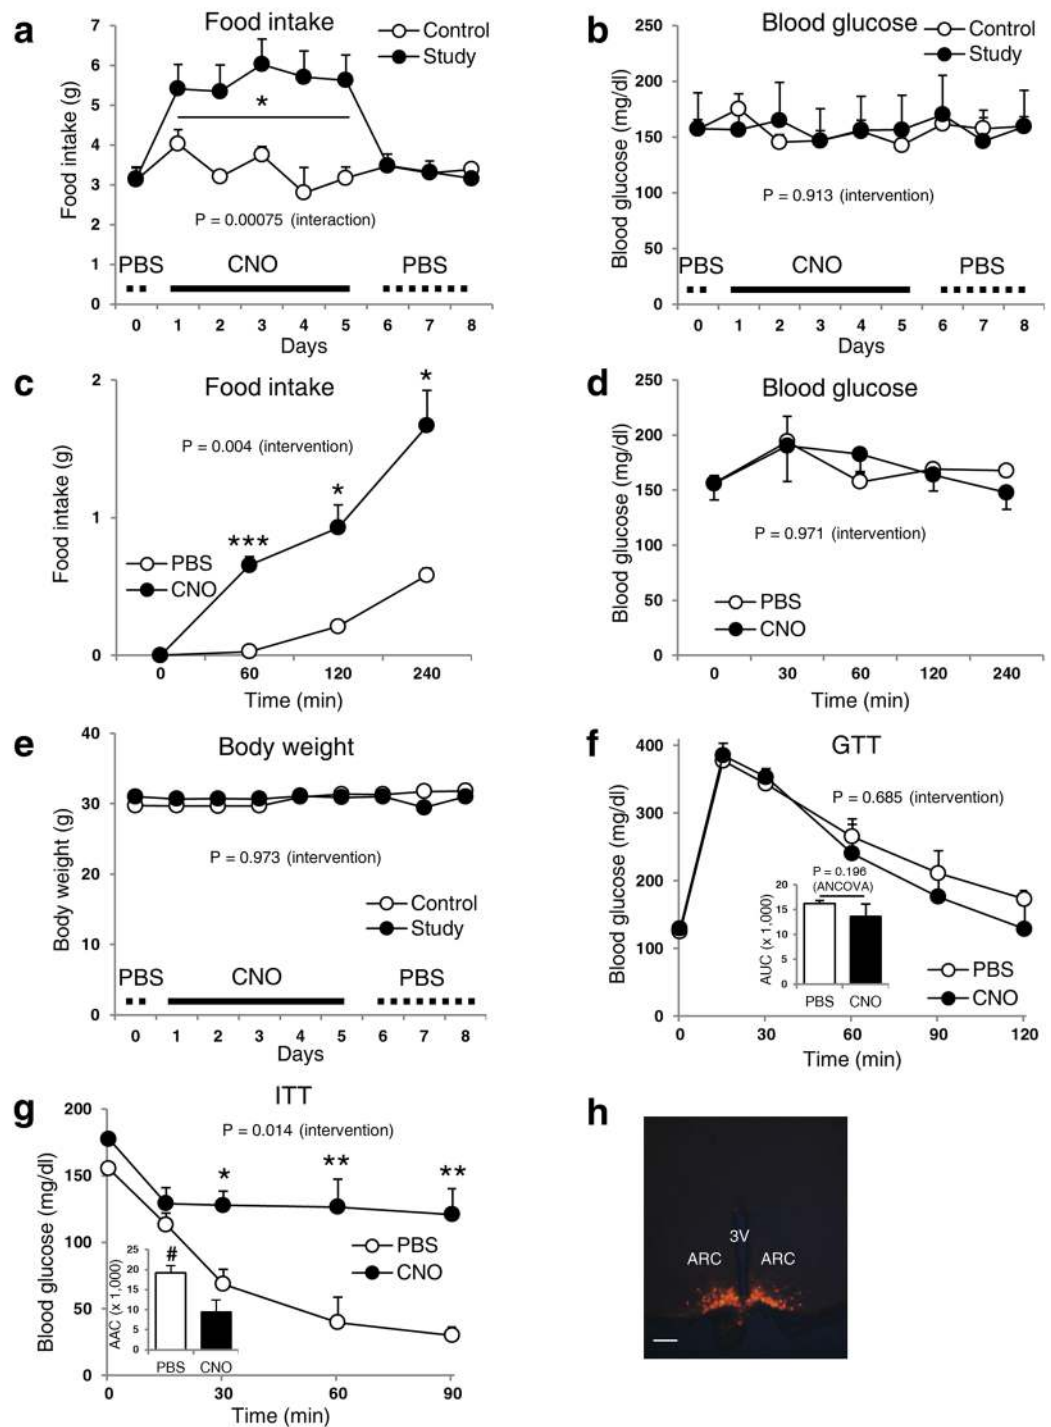 a
Food intake
Control
Study
Food intake (g)
7
6
5
4
3
2
1
0
*
P = 0.00075 (interaction)
PBS
CNO
PBS
0 1 2 3 4 5 6 7 8
Days
b
Blood glucose
Control
Study
Blood glucose (mg/dl)
250
200
150
100
50
0
P = 0.913 (intervention)
PBS
CNO
PBS
0 1 2 3 4 5 6 7 8
Days
c
Food intake
Food intake (g)
2
1
0
P = 0.004 (intervention)
***
*
*
PBS
CNO
0 60 120 240
Time (min)
d
Blood glucose
Blood glucose (mg/dl)
250
200
150
100
50
0
P = 0.971 (intervention)
PBS
CNO
0 30 60 120 240
Time (min)
e
Body weight
Body weight (g)
40
30
20
10
0
P = 0.973 (intervention)
Control
Study
PBS
CNO
PBS
0 1 2 3 4 5 6 7 8
Days
f
GTT
Blood glucose (mg/dl)
400
300
200
100
0
P = 0.685 (intervention)
P = 0.196
(ANCOVA)
AUC (x 1,000)
20
15
10
5
0
PBS CNO
PBS
CNO
0 30 60 90 120
Time (min)
g
ITT
Blood glucose (mg/dl)
200
150
100
50
0
P = 0.014 (intervention)
*
**
**
PBS
CNO
AAC (x 1,000)
25
20
15
10
5
0
#
PBS CNO
0 30 60 90
Time (min)
h
3V
ARC ARC